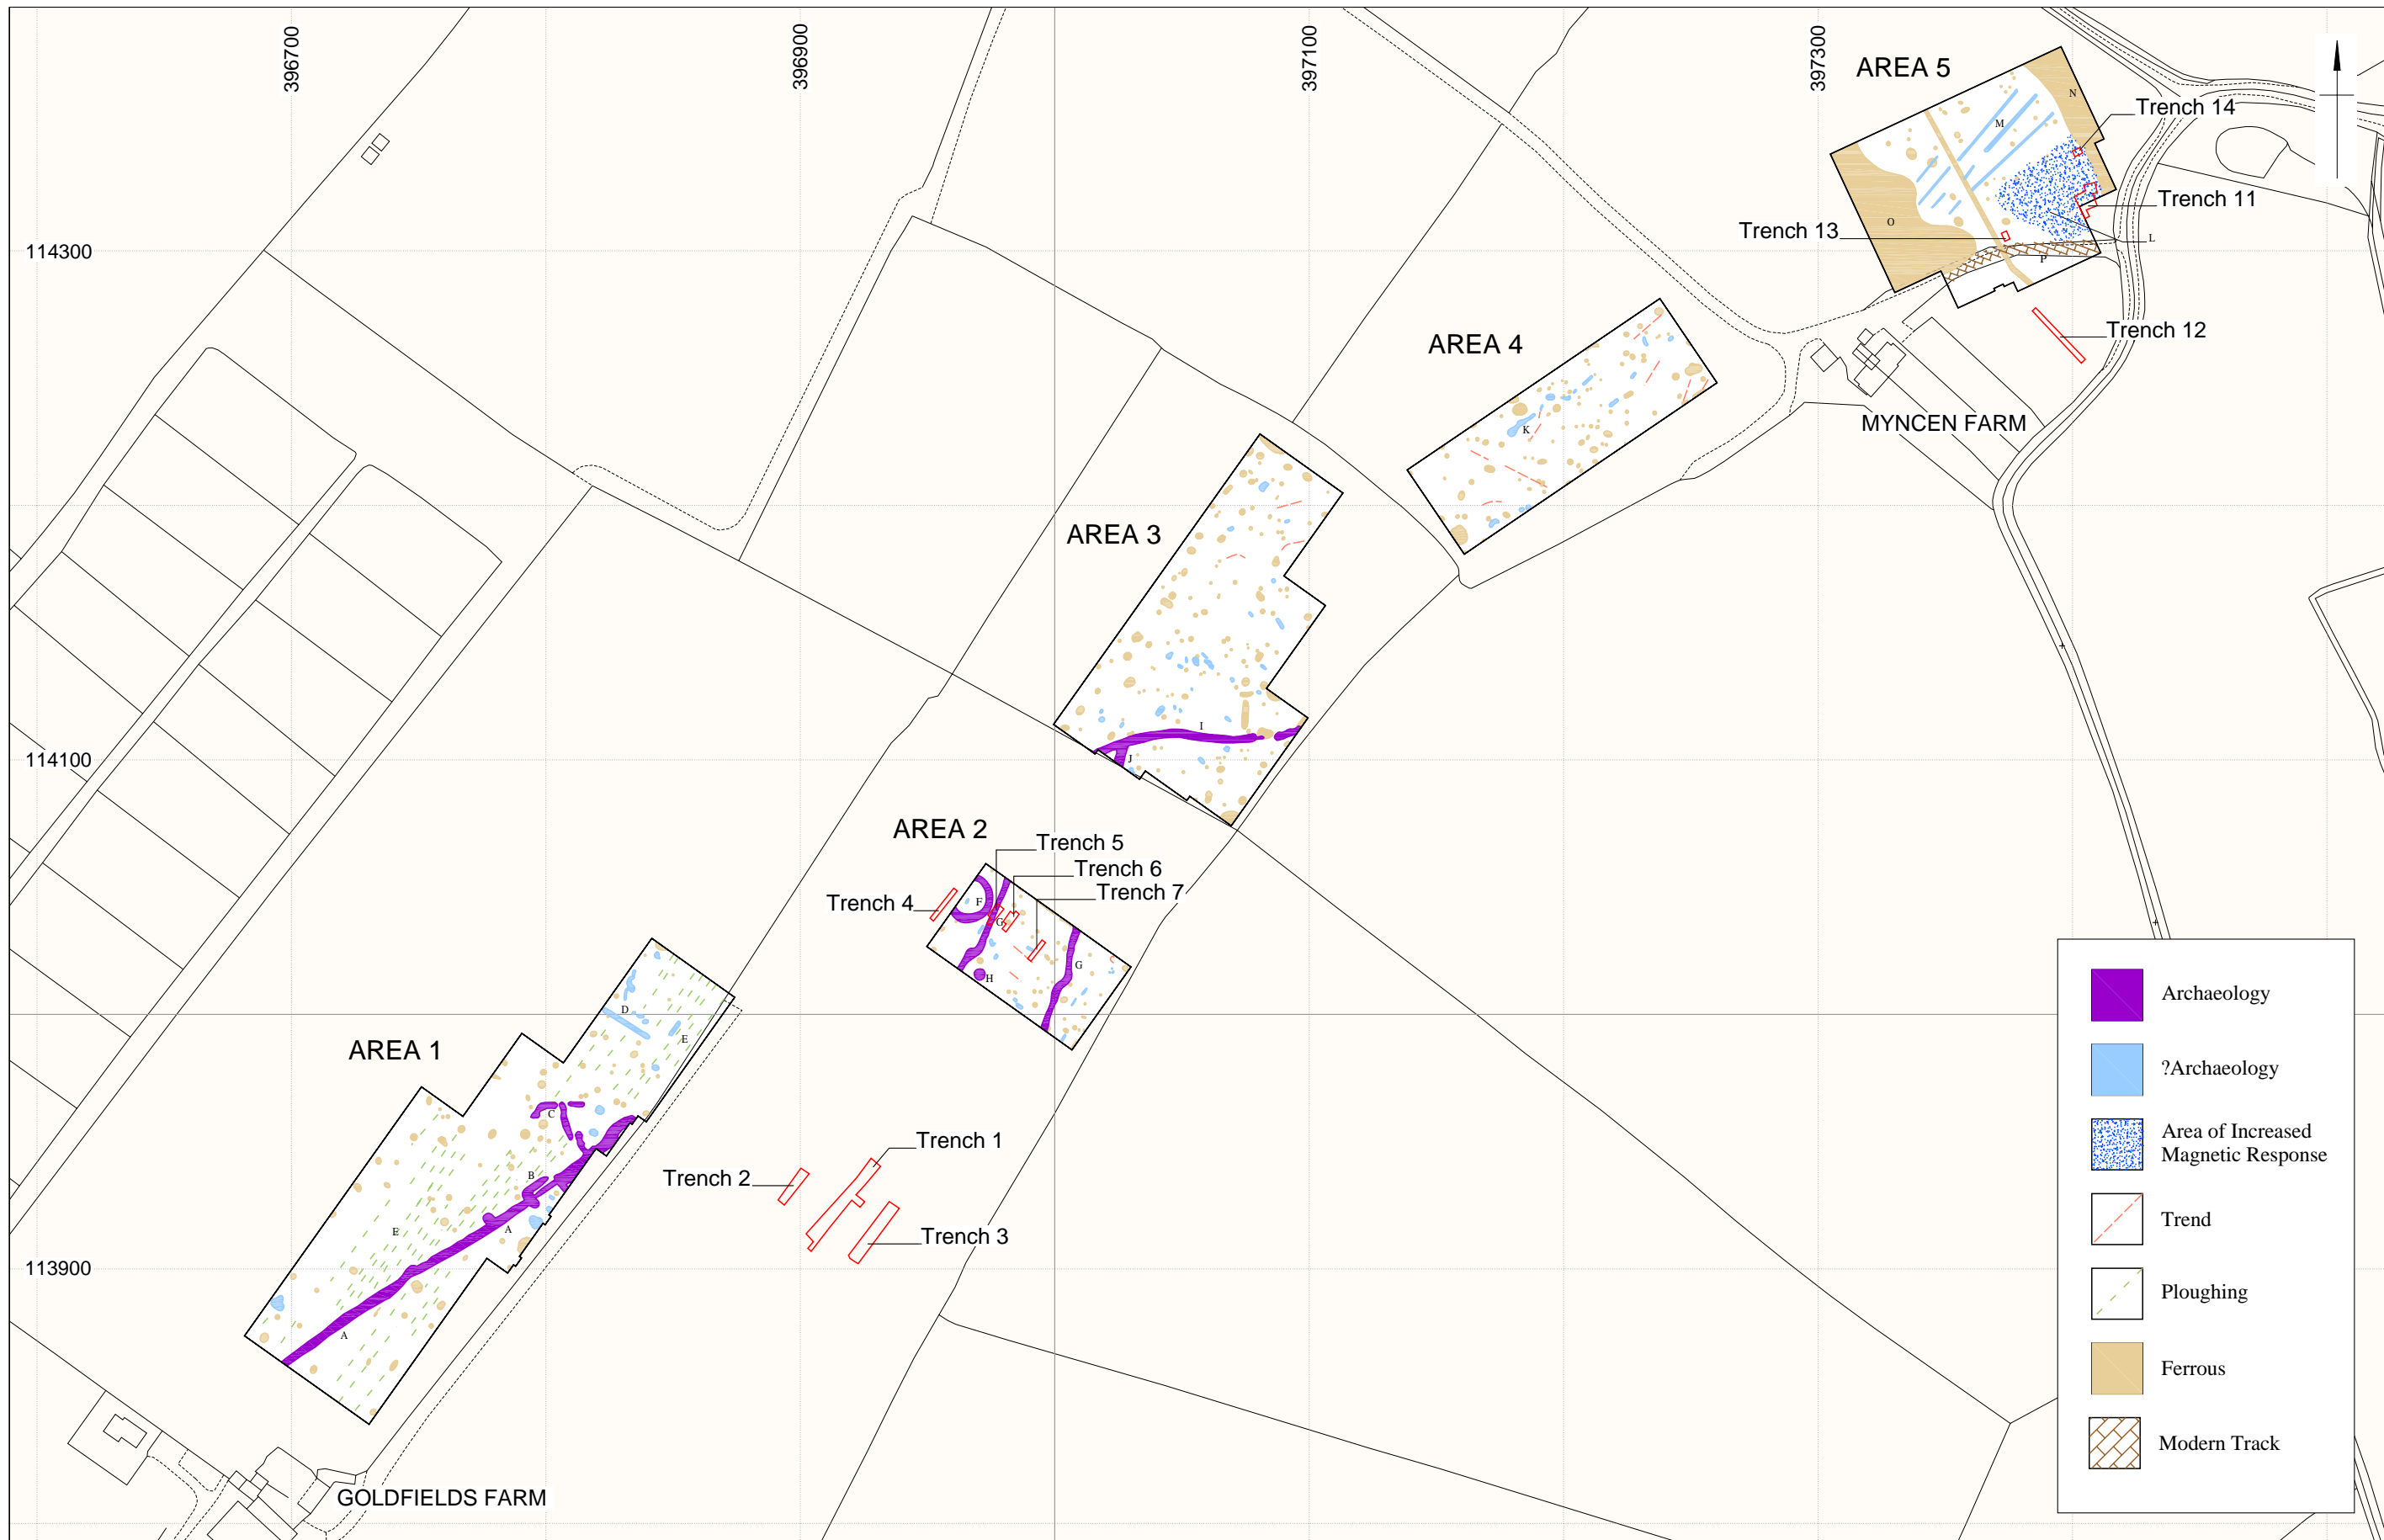 396700
396900
397100
397300
AREA 5
N
Trench 14
M
Trench 11
O
Trench 13
L
114300
P
AREA 4
Trench 12
K
MYNCEN FARM
AREA 3
I
114100
J
AREA 2
Trench 5
Trench 6
Trench 7
Trench 4
F
G
G
H
D
E
AREA 1
C
Trench 1
B
Trench 2
E
A
Trench 3
113900
A
GOLDFIELDS FARM
Archaeology
?Archaeology
Area of Increased
Magnetic Response
Trend
Ploughing
Ferrous
Modern Track